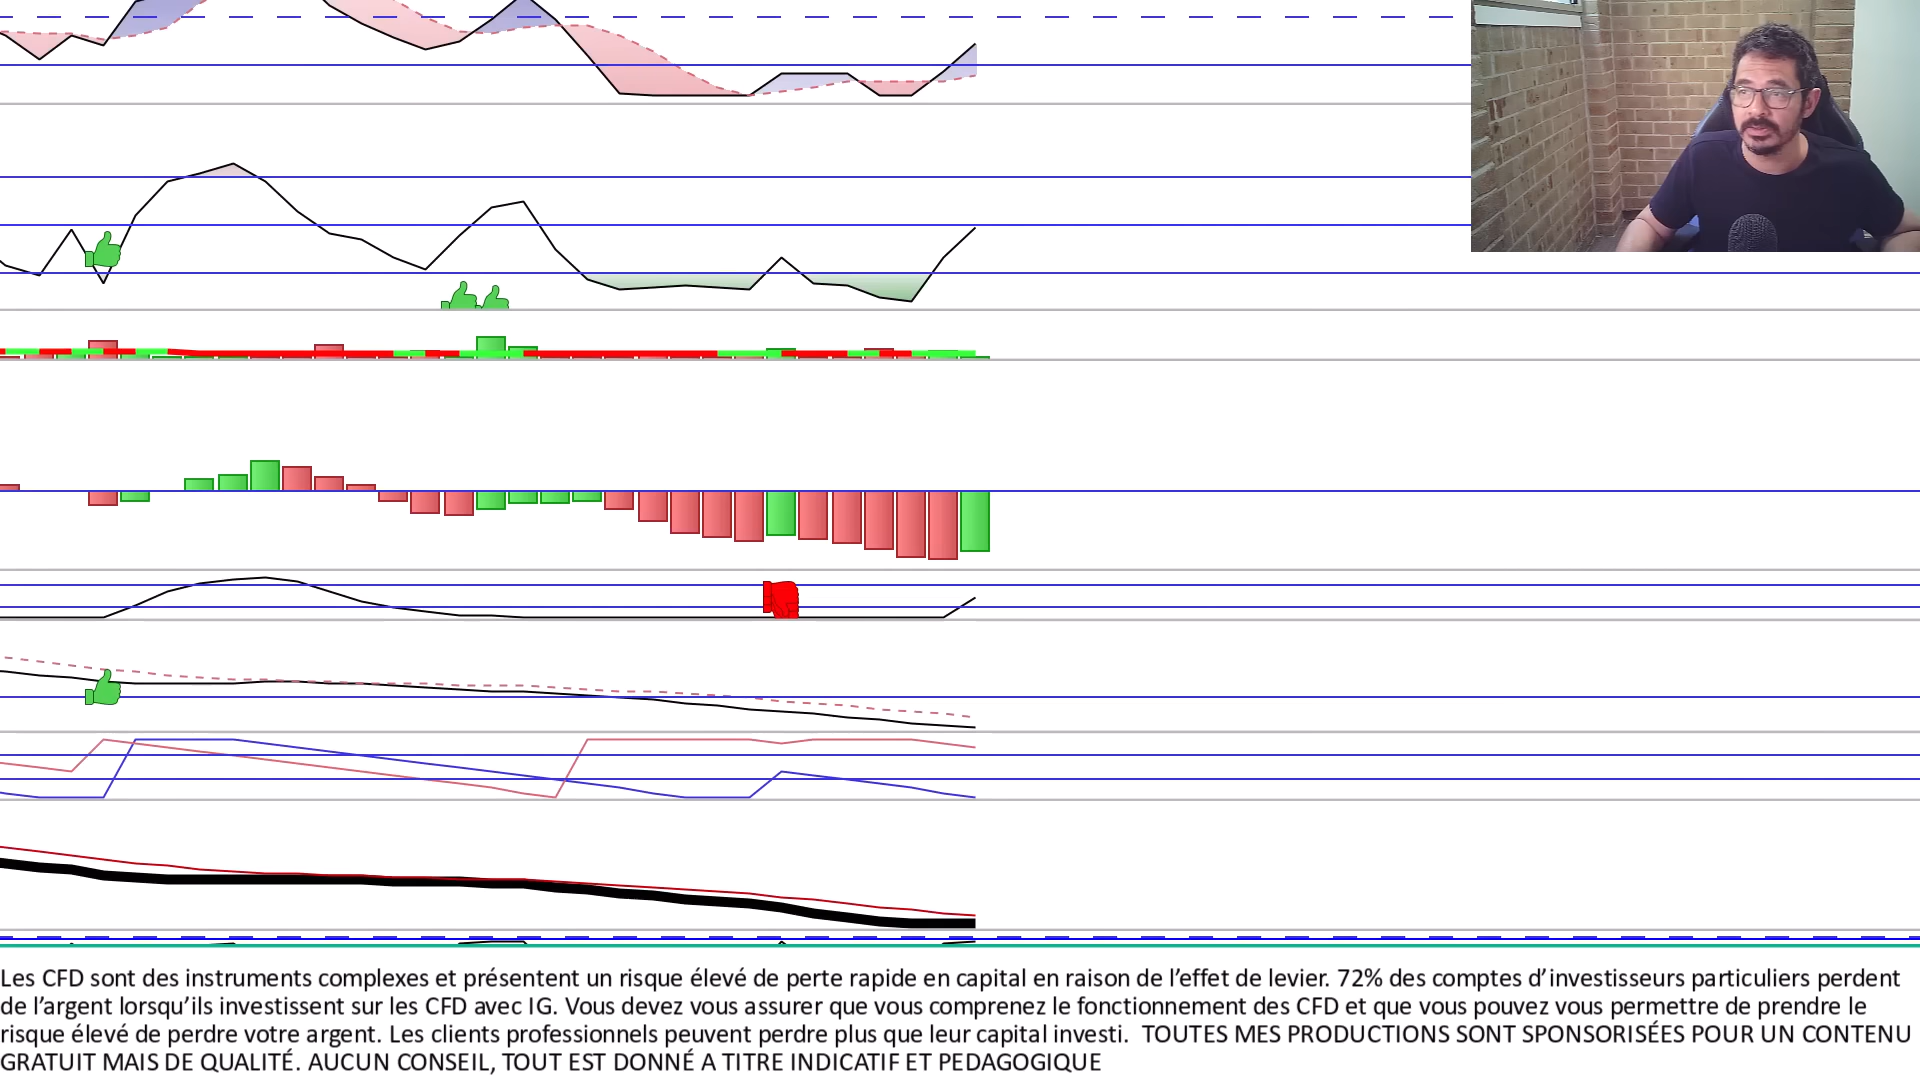 Les CFD sont des instruments complexes et présentent un risque élevé de perte rapide en capital en raison de l’effet de levier. 72% des comptes d’investisseurs particuliers perdent
de l’argent lorsqu’ils investissent sur les CFD avec IG. Vous devez vous assurer que vous comprenez le fonctionnement des CFD et que vous pouvez vous permettre de prendre le
risque élevé de perdre votre argent. Les clients professionnels peuvent perdre plus que leur capital investi.  TOUTES MES PRODUCTIONS SONT SPONSORISÉES POUR UN CONTENU
GRATUIT MAIS DE QUALITÉ. AUCUN CONSEIL, TOUT EST DONNÉ A TITRE INDICATIF ET PEDAGOGIQUE